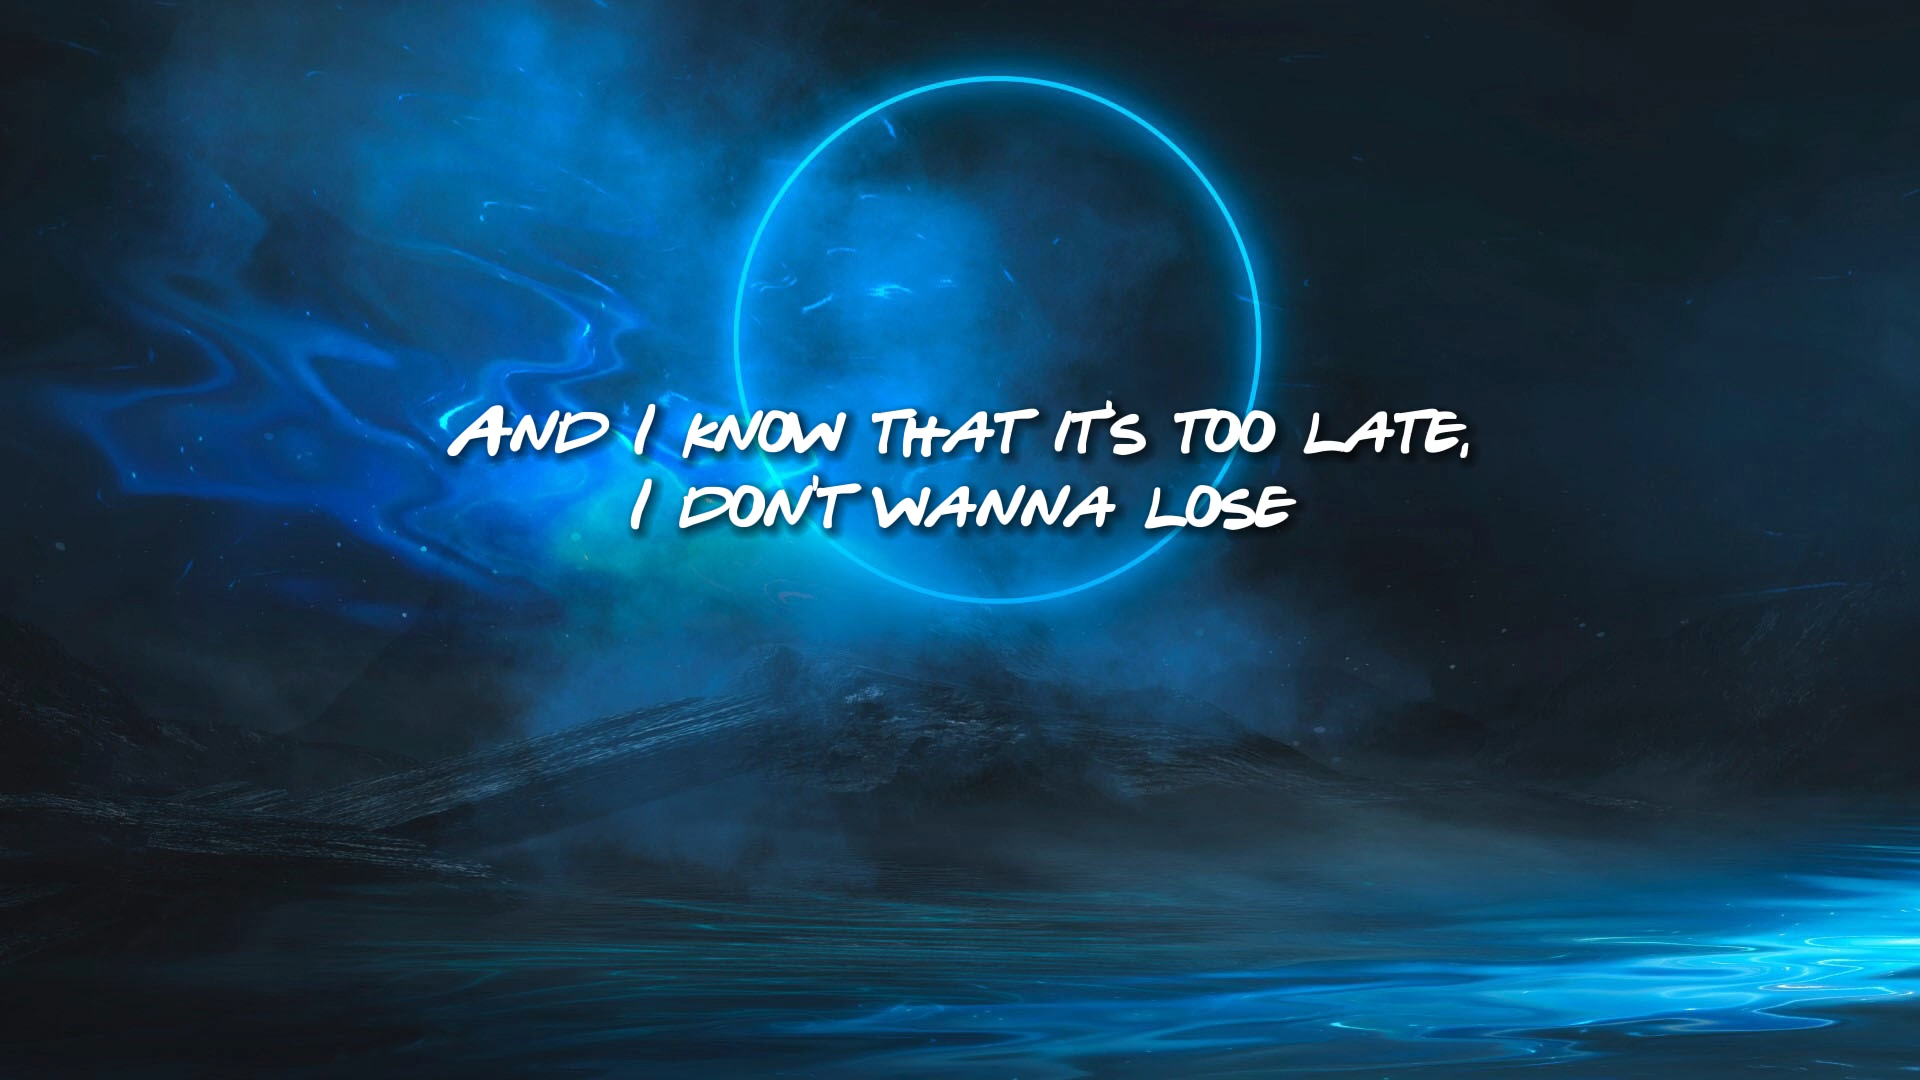 And I know that it's too late,
I don't wanna lose